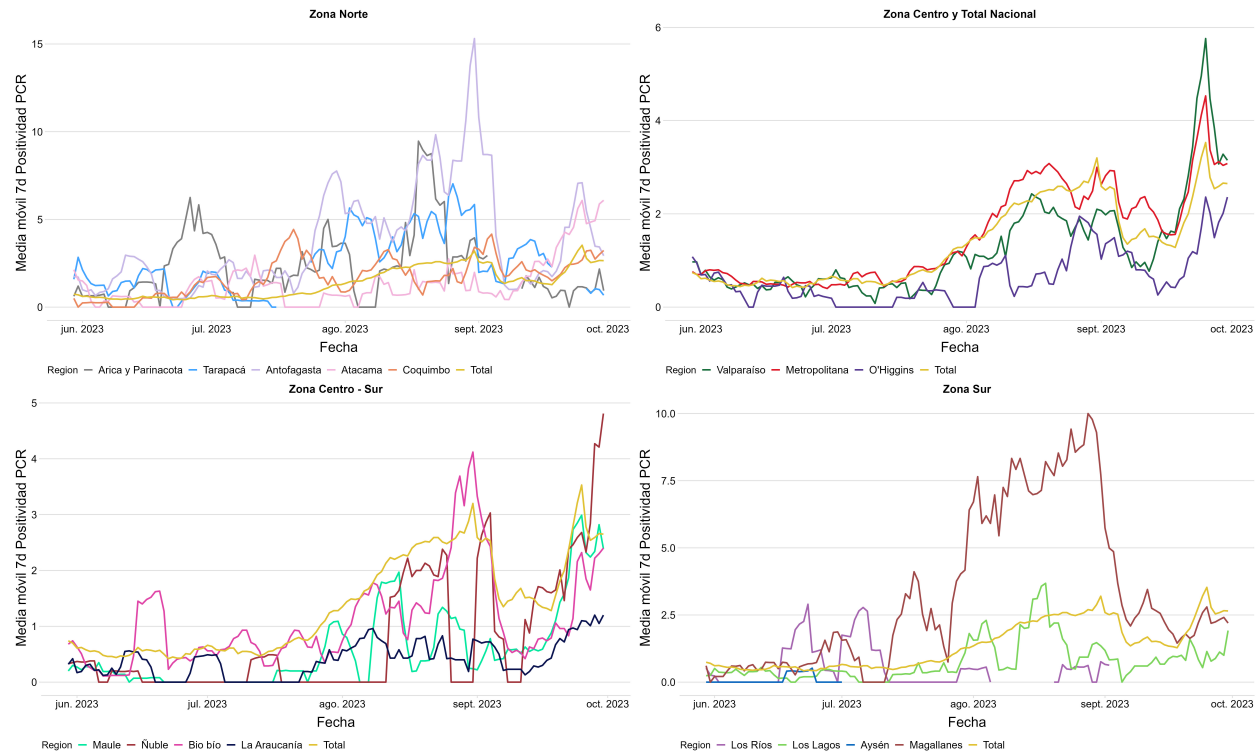 Zona Norte
Media móvil 7d Positividad PCR
15
10
5
0
jun. 2023 jul. 2023 ago. 2023 sept. 2023 oct. 2023
Fecha
Region Arica y Parinacota Tarapacá Antofagasta Atacama Coquimbo Total
Zona Centro y Total Nacional
Media móvil 7d Positividad PCR
6
4
2
0
jun. 2023 jul. 2023 ago. 2023 sept. 2023 oct. 2023
Fecha
Region Valparaíso Metropolitana O'Higgins Total
Zona Centro - Sur
Media móvil 7d Positividad PCR
5
4
3
2
1
0
jun. 2023 jul. 2023 ago. 2023 sept. 2023 oct. 2023
Fecha
Region Maule Ñuble Bio bío La Araucanía Total
Zona Sur
Media móvil 7d Positividad PCR
10.0
7.5
5.0
2.5
0.0
jun. 2023 jul. 2023 ago. 2023 sept. 2023 oct. 2023
Fecha
Region Los Ríos Los Lagos Aysén Magallanes Total